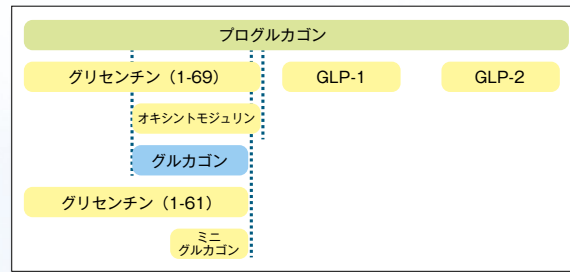 プログルカゴン
グリセンチン（1-69） GLP-1 GLP-2
オキシントモジュリン
グルカゴン
グリセンチン（1-61）
ミニ
グルカゴン